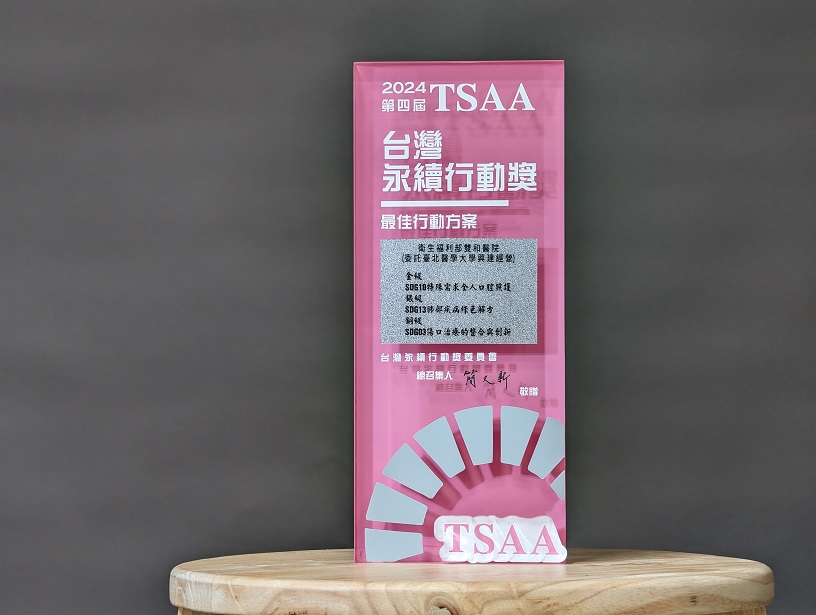 2024
第四屆 TSAA
台灣
永續行動獎
最佳行動方案
衛生福利部雙和醫院
(委託臺北醫學大學興建經營)
金級
SDG10特殊需求全人口腔照護
銀級
SDG13肺部疾病綠色解方
銅級
SDG03傷口治療的整合與創新
台灣永續行動獎委員會
總召集人 簡又新
敬贈
TSAA